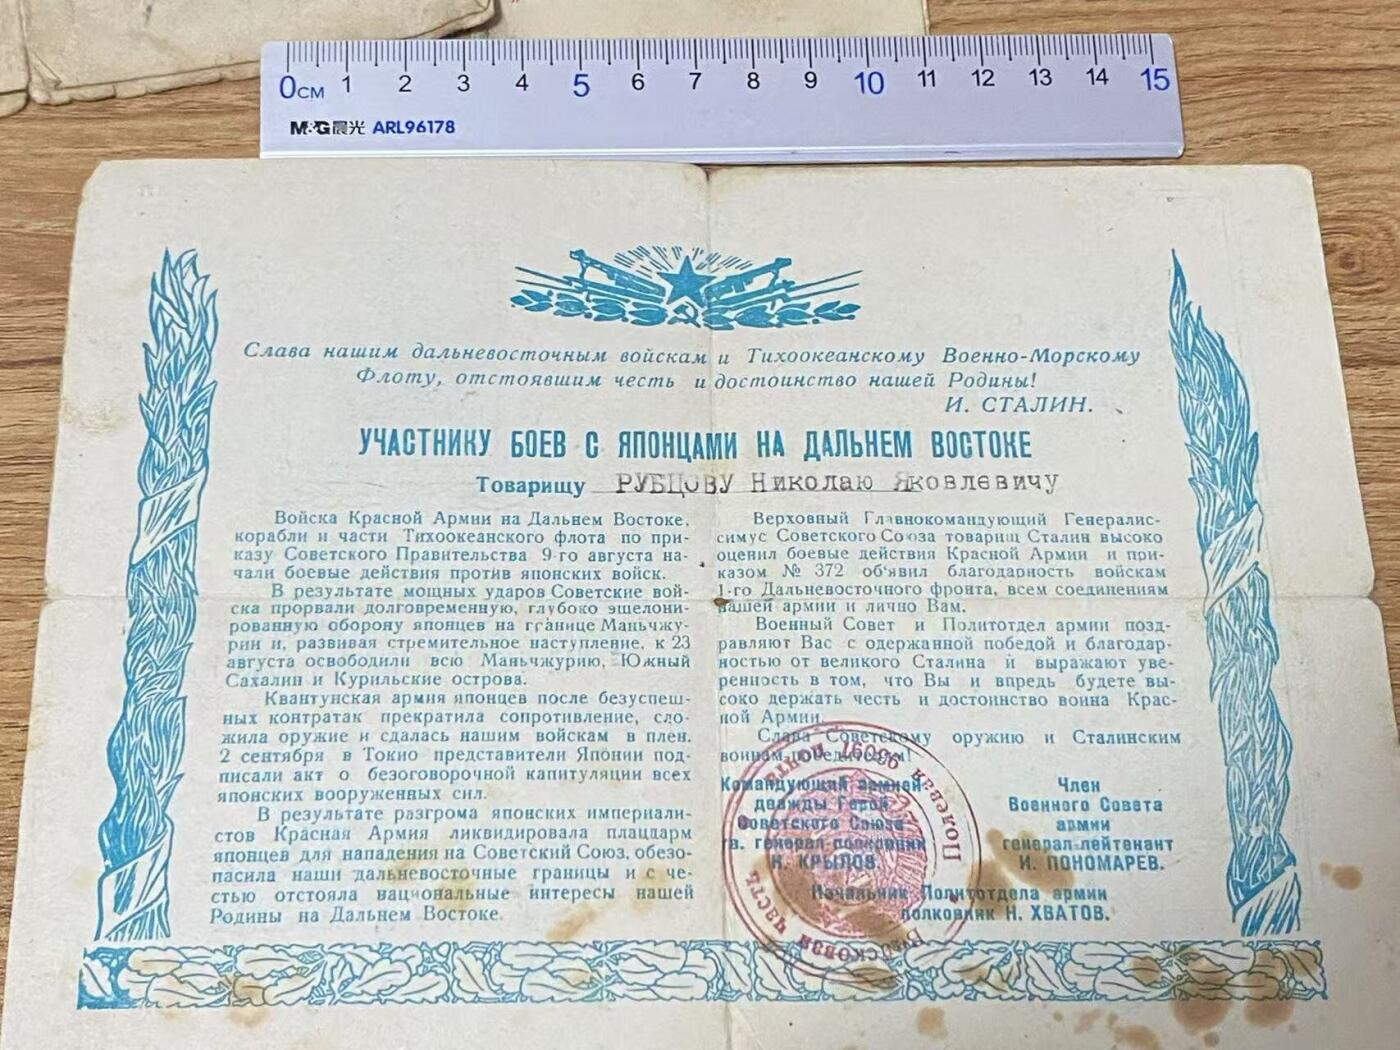 0 CM 1 2 3 4 5 6 7 8 9 10 11 12 13 14 15
M&G 晨光 ARL96178
Слава нашим дальневосточным войскам и Тихоокеанскому Военно-Морскому
Флоту, отстоявшим честь и достоинство нашей Родины!
И. СТАЛИН.
УЧАСТНИКУ БОЕВ С ЯПОНЦАМИ НА ДАЛЬНЕМ ВОСТОКЕ
Товарищу РУБЦОВУ Николаю Яковлевичу
Войска Красной Армии на Дальнем Востоке,
корабли и части Тихоокеанского флота по при-
казу Советского Правительства 9-го августа на-
чали боевые действия против японских войск.
В результате мощных ударов Советские вой-
ска прорвали долговременную, глубоко эшелони-
рованную оборону японцев на границе Маньчжу-
рии и, развивая стремительное наступление, к 23
августа освободили всю Маньчжурию, Южный
Сахалин и Курильские острова.
Квантунская армия японцев после безуспеш-
ных контратак прекратила сопротивление, сло-
жила оружие и сдалась нашим войскам в плен.
2 сентября в Токио представители Японии под-
писали акт о безоговорочной капитуляции всех
японских вооруженных сил.
В результате разгрома японских империали-
стов Красная Армия ликвидировала плацдарм
японцев для нападения на Советский Союз, обезо-
пасила наши дальневосточные границы и с че-
стью отстояла национальные интересы нашей
Родины на Дальнем Востоке.
Верховный Главнокомандующий Генералис-
симус Советского Союза товарищ Сталин высоко
оценил боевые действия Красной Армии и при-
казом № 372 об'явил благодарность войскам
1-го Дальневосточного фронта, всем соединениям
нашей армии и лично Вам.
Военный Совет и Политотдел армии позд-
равляют Вас с одержанной победой и благодар-
ностью от великого Сталина и выражают уве-
ренность в том, что Вы и впредь будете вы-
соко держать честь и достоинство воина Крас-
ной Армии.
Слава Советскому оружию и Сталинским
воинам-победителям!
Командующий армией
дважды Герой
Советского Союза
гв. генерал-полковник
Н. КРЫЛОВ.
Член
Военного Совета
армии
генерал-лейтенант
И. ПОНОМАРЕВ.
Начальник Политотдела армии
полковник Н. ХВАТОВ.
Войсковая часть Полевая почта